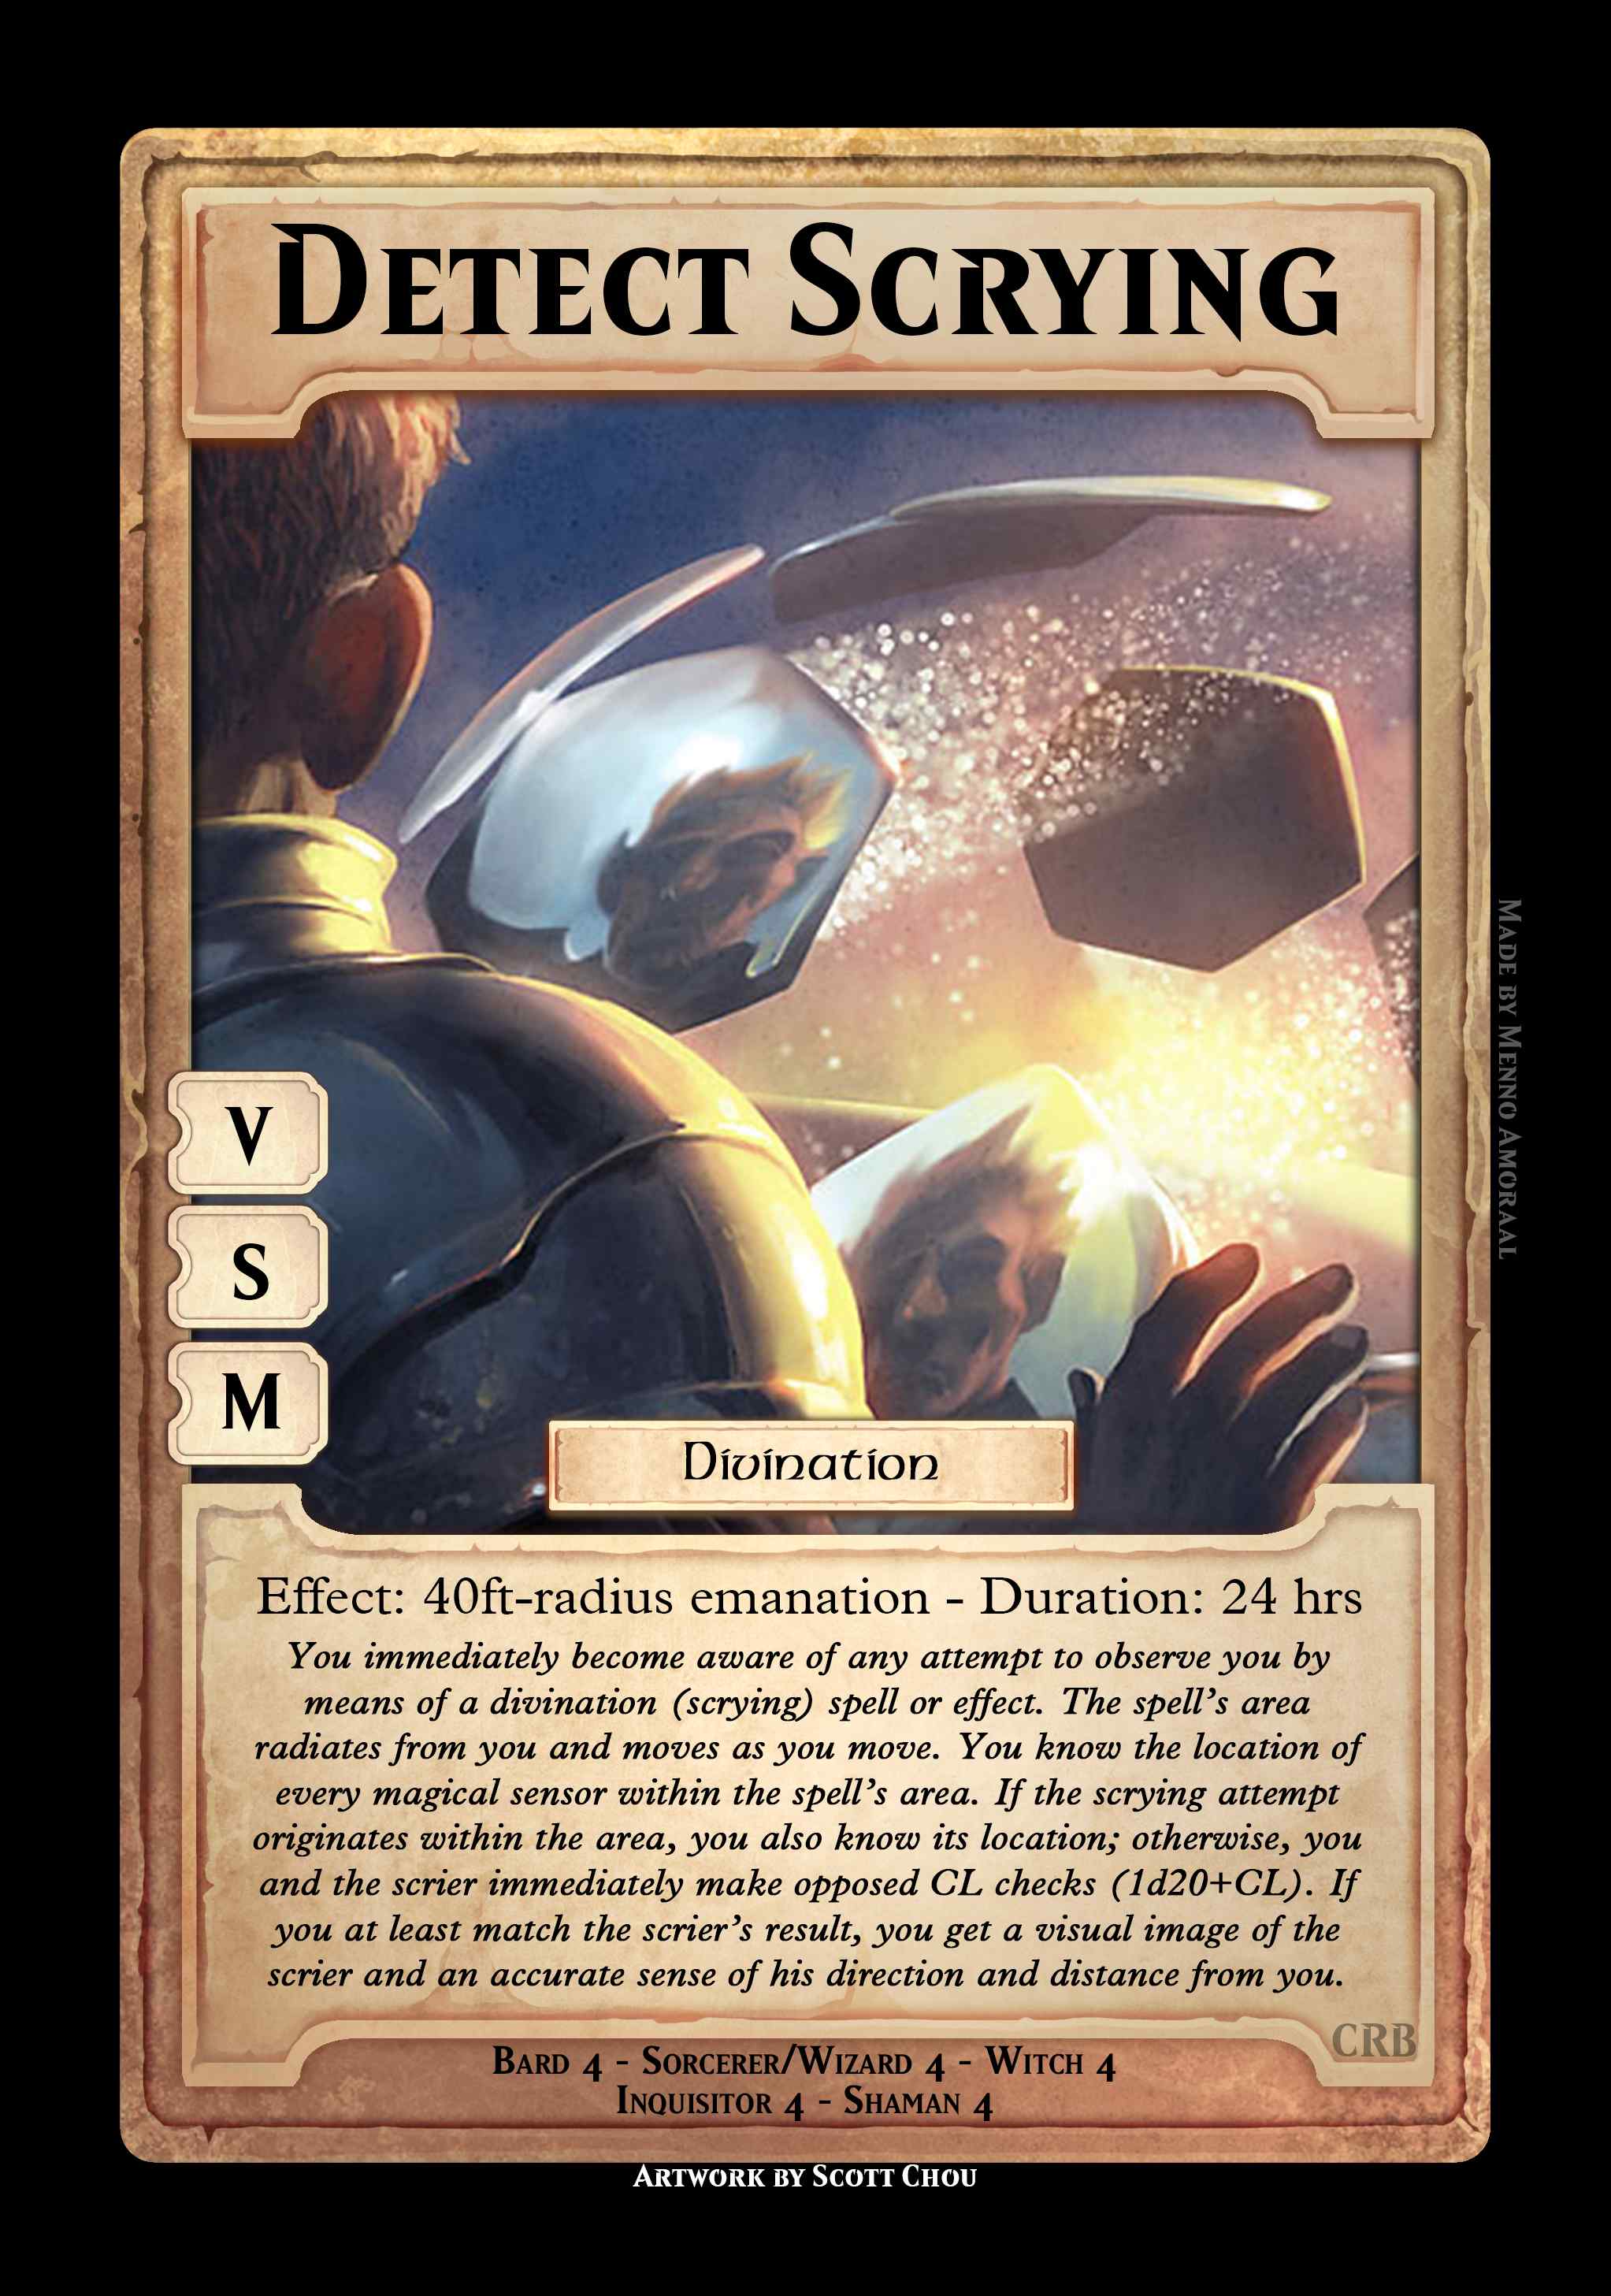 Detect Scrying
V
S
M
Divination
Effect: 40ft-radius emanation - Duration: 24 hrs
You immediately become aware of any attempt to observe you by
means of a divination (scrying) spell or effect. The spell's area
radiates from you and moves as you move. You know the location of
every magical sensor within the spell's area. If the scrying attempt
originates within the area, you also know its location; otherwise, you
and the scrier immediately make opposed CL checks (1d20+CL). If
you at least match the scrier's result, you get a visual image of the
scrier and an accurate sense of his direction and distance from you.
CRB
Bard 4 - Sorcerer/Wizard 4 - Witch 4
Inquisitor 4 - Shaman 4
Artwork by Scott Chou
Made by Menno Amoraal